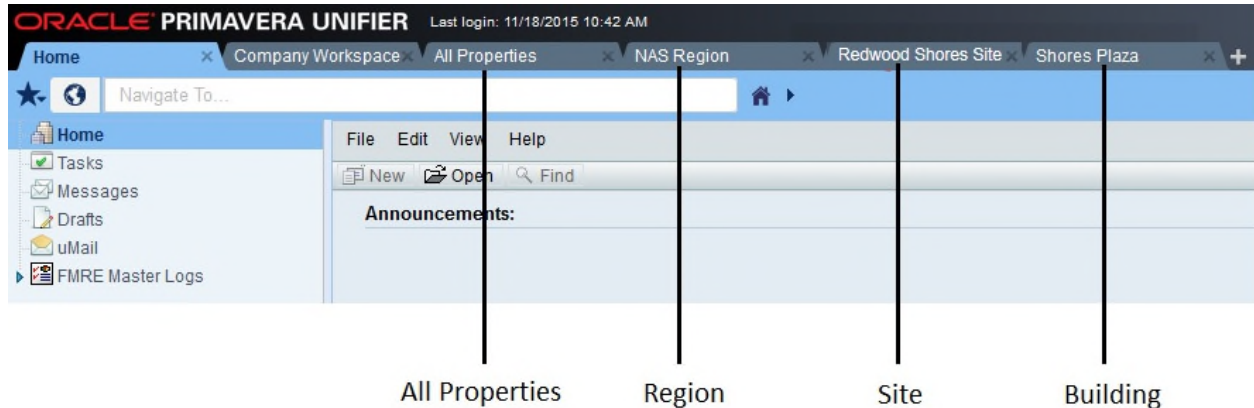 ORACLE PRIMAVERA UNIFIER Last login: 11/18/2015 10:42 AM
Home Company Workspace All Properties NAS Region Redwood Shores Site Shores Plaza
Navigate To...
Home
File Edit View Help
Tasks
New Open Find
Messages
Announcements:
Drafts
uMail
FMRE Master Logs
All Properties Region Site Building